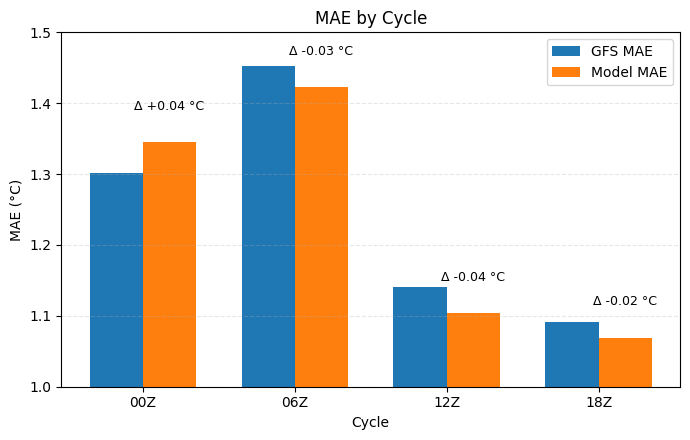 MAE by Cycle
GFS MAE
Model MAE
Δ +0.04 °C
Δ -0.03 °C
Δ -0.04 °C
Δ -0.02 °C
MAE (°C)
1.5
1.4
1.3
1.2
1.1
1.0
00Z
06Z
12Z
18Z
Cycle